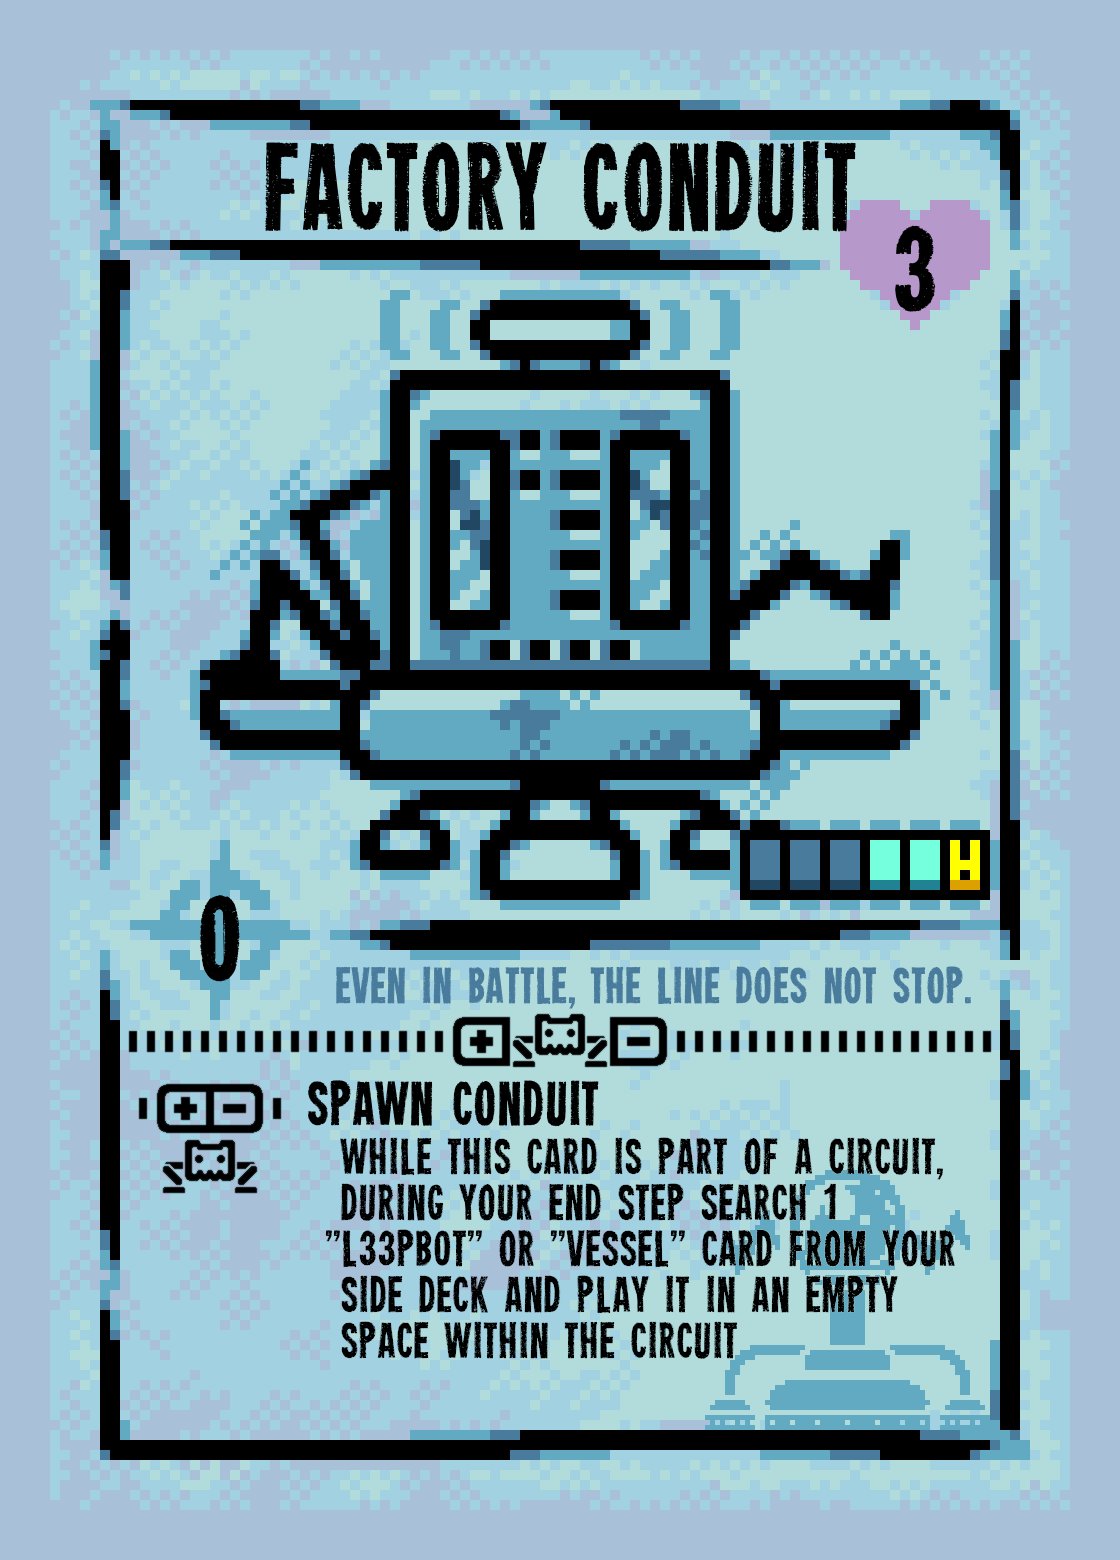 FACTORY CONDUIT
3
0
EVEN IN BATTLE, THE LINE DOES NOT STOP.
SPAWN CONDUIT
WHILE THIS CARD IS PART OF A CIRCUIT,
DURING YOUR END STEP SEARCH 1
"L33PBOT" OR "VESSEL" CARD FROM YOUR
SIDE DECK AND PLAY IT IN AN EMPTY
SPACE WITHIN THE CIRCUIT